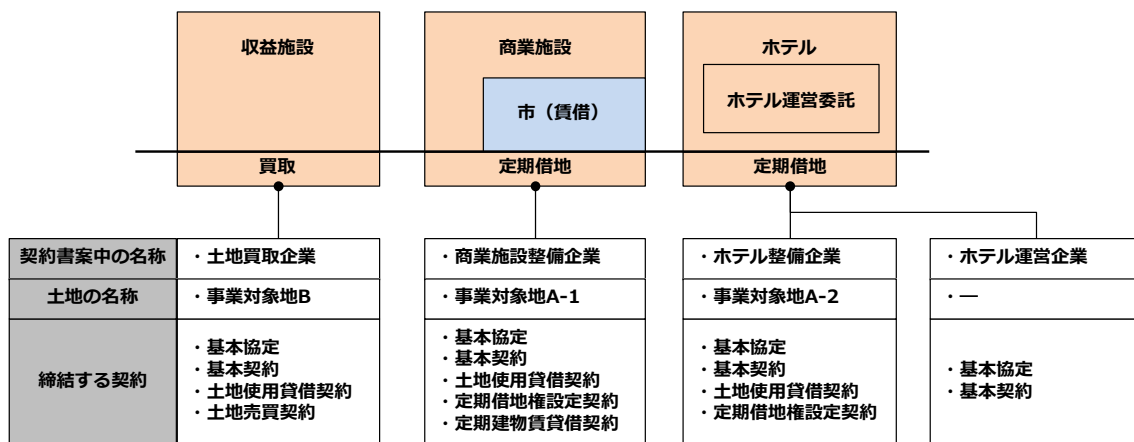 収益施設
商業施設
ホテル
市（賃借）
ホテル運営委託
買取
定期借地
定期借地
契約書案中の名称
・土地買取企業
・商業施設整備企業
・ホテル整備企業
・ホテル運営企業
土地の名称
・事業対象地B
・事業対象地A-1
・事業対象地A-2
・―
締結する契約
・基本協定
・基本契約
・土地使用貸借契約
・土地売買契約
・基本協定
・基本契約
・土地使用貸借契約
・定期借地権設定契約
・定期建物賃貸借契約
・基本協定
・基本契約
・土地使用貸借契約
・定期借地権設定契約
・基本協定
・基本契約